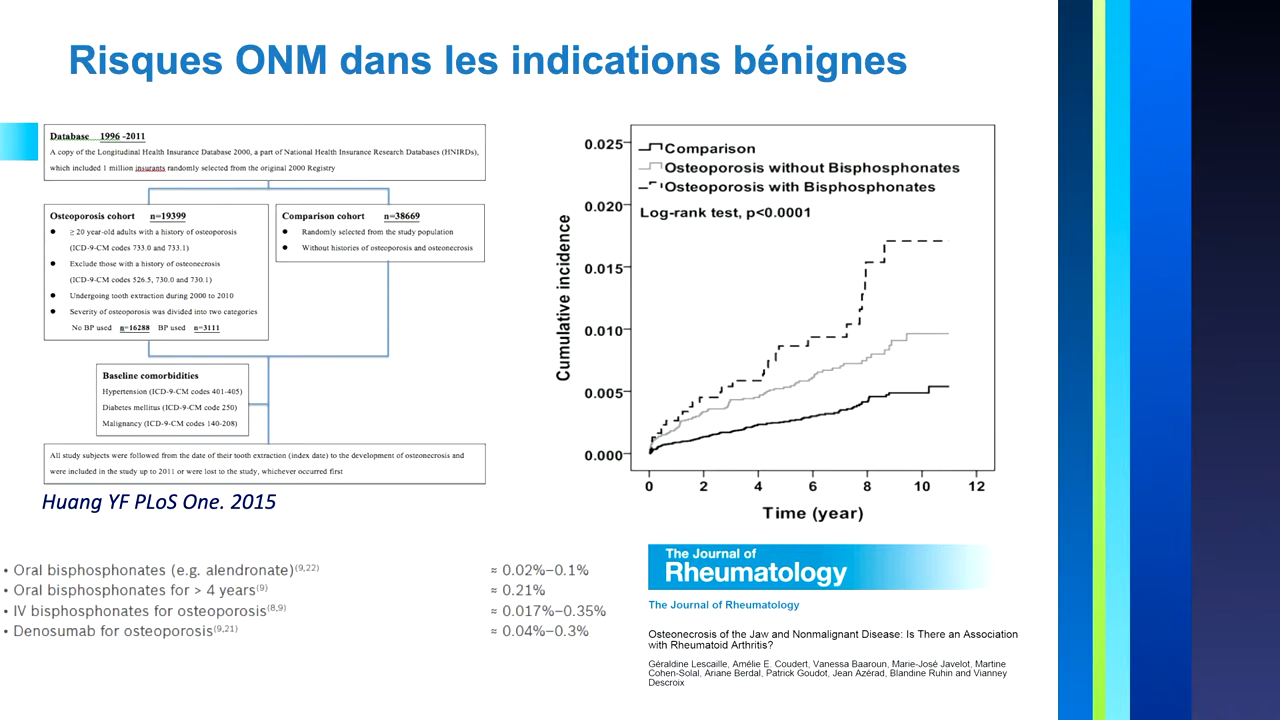 Risques ONM dans les indications bénignes
Database 1996 -2011
A copy of the Longitudinal Health Insurance Database 2000, a part of National Health Insurance Research Databases (HNIRDs),
which included 1 million insurants randomly selected from the original 2000 Registry
Osteoporosis cohort n=19399
● ≥ 20 year-old adults with a history of osteoporosis
(ICD-9-CM codes 733.0 and 733.1)
● Exclude those with a history of osteonecrosis
(ICD-9-CM codes 526.5, 730.0 and 730.1)
● Undergoing tooth extraction during 2000 to 2010
● Severity of osteoporosis was divided into two categories
No BP used n=16288 BP used n=3111
Comparison cohort n=38669
● Randomly selected from the study population
● Without histories of osteoporosis and osteonecrosis
Baseline comorbidities
Hypertension (ICD-9-CM codes 401-405)
Diabetes mellitus (ICD-9-CM code 250)
Malignancy (ICD-9-CM codes 140-208)
All study subjects were followed from the date of their tooth extraction (index date) to the development of osteonecrosis and
were included in the study up to 2011 or were lost to the study, whichever occurred first
Huang YF PLoS One. 2015
Comparison
Osteoporosis without Bisphosphonates
Osteoporosis with Bisphosphonates
Log-rank test, p<0.0001
Cumulative incidence
0.025
0.020
0.015
0.010
0.005
0.000
0 2 4 6 8 10 12
Time (year)
• Oral bisphosphonates (e.g. alendronate)(9,22) ≈ 0.02%–0.1%
• Oral bisphosphonates for > 4 years(9) ≈ 0.21%
• IV bisphosphonates for osteoporosis(8,9) ≈ 0.017%–0.35%
• Denosumab for osteoporosis(9,21) ≈ 0.04%–0.3%
The Journal of
Rheumatology
The Journal of Rheumatology
Osteonecrosis of the Jaw and Nonmalignant Disease: Is There an Association
with Rheumatoid Arthritis?
Géraldine Lescaille, Amélie E. Coudert, Vanessa Baaroun, Marie-José Javelot, Martine
Cohen-Solal, Ariane Berdal, Patrick Goudot, Jean Azérad, Blandine Ruhin and Vianney
Descroix